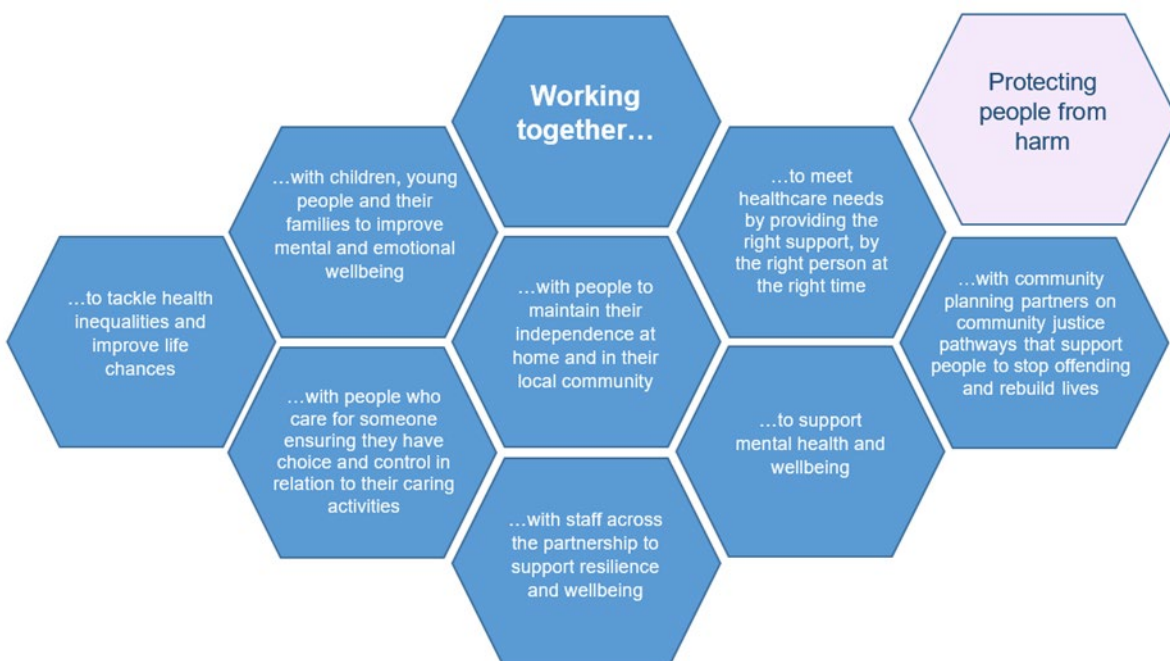 Working
together…
Protecting
people from
harm
…with children, young
people and their
families to improve
mental and emotional
wellbeing
…to meet
healthcare needs
by providing the
right support, by
the right person at
the right time
…to tackle health
inequalities and
improve life
chances
…with people to
maintain their
independence at
home and in their
local community
…with community
planning partners on
community justice
pathways that support
people to stop offending
and rebuild lives
…with people who
care for someone
ensuring they have
choice and control in
relation to their caring
activities
…to support
mental health and
wellbeing
…with staff across
the partnership to
support resilience
and wellbeing